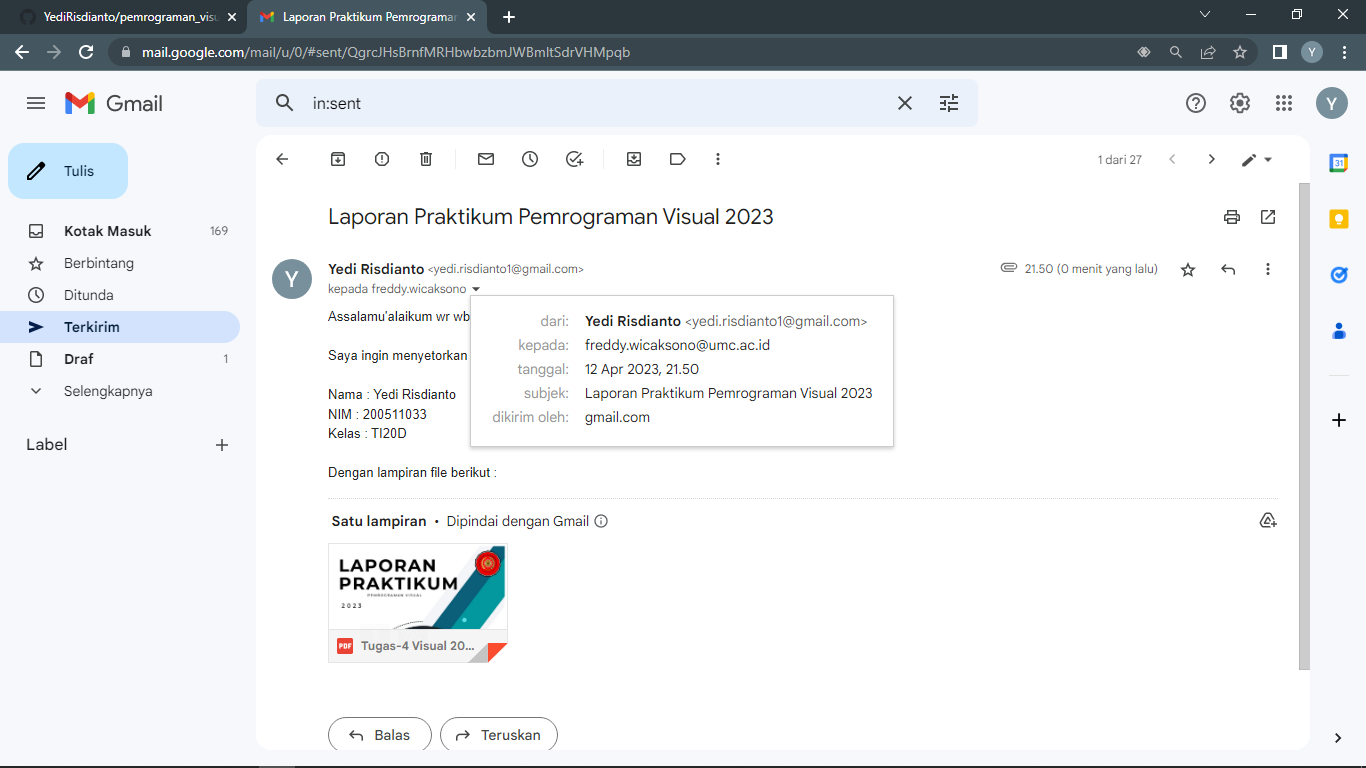 YediRisdianto/pemrograman_visu
Laporan Praktikum Pemrograman
mail.google.com/mail/u/0/#sent/QgrcJHsBrnfMRHbwbzbmJWBmltSdrVHMpqb
Y
Gmail
in:sent
Y
Tulis
1 dari 27
Kotak Masuk 169
Berbintang
Ditunda
Terkirim
Draf 1
Selengkapnya
Label
Laporan Praktikum Pemrograman Visual 2023
Y
Yedi Risdianto <yedi.risdianto1@gmail.com>
21.50 (0 menit yang lalu)
kepada freddy.wicaksono
Assalamu'alaikum wr wb
Saya ingin menyetorkan
Nama : Yedi Risdianto
NIM : 200511033
Kelas : TI20D
dari: Yedi Risdianto <yedi.risdianto1@gmail.com>
kepada: freddy.wicaksono@umc.ac.id
tanggal: 12 Apr 2023, 21.50
subjek: Laporan Praktikum Pemrograman Visual 2023
dikirim oleh: gmail.com
Dengan lampiran file berikut :
Satu lampiran • Dipindai dengan Gmail
LAPORAN
PRAKTIKUM
PEMROGRAMAN VISUAL
2023
PDF Tugas-4 Visual 20...
Balas
Teruskan
31